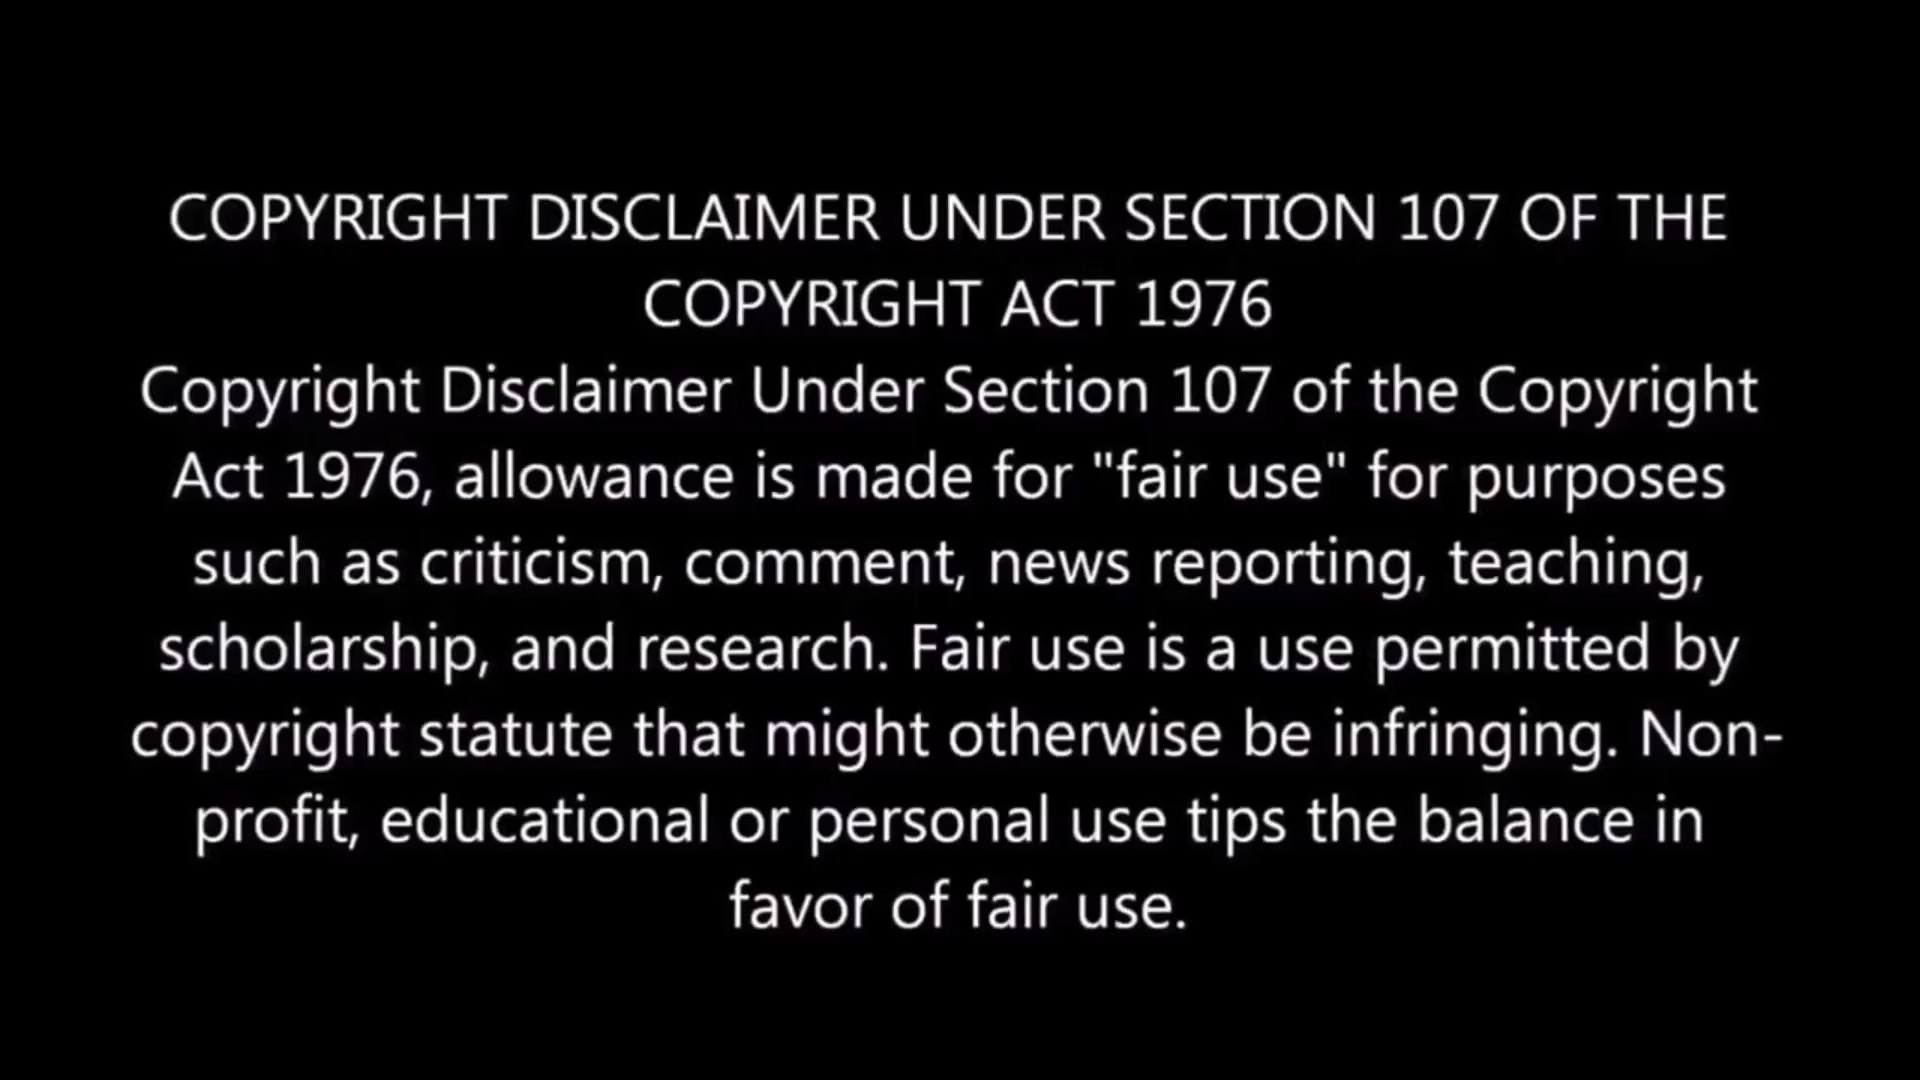 COPYRIGHT DISCLAIMER UNDER SECTION 107 OF THE
COPYRIGHT ACT 1976
Copyright Disclaimer Under Section 107 of the Copyright
Act 1976, allowance is made for "fair use" for purposes
such as criticism, comment, news reporting, teaching,
scholarship, and research. Fair use is a use permitted by
copyright statute that might otherwise be infringing. Non-
profit, educational or personal use tips the balance in
favor of fair use.